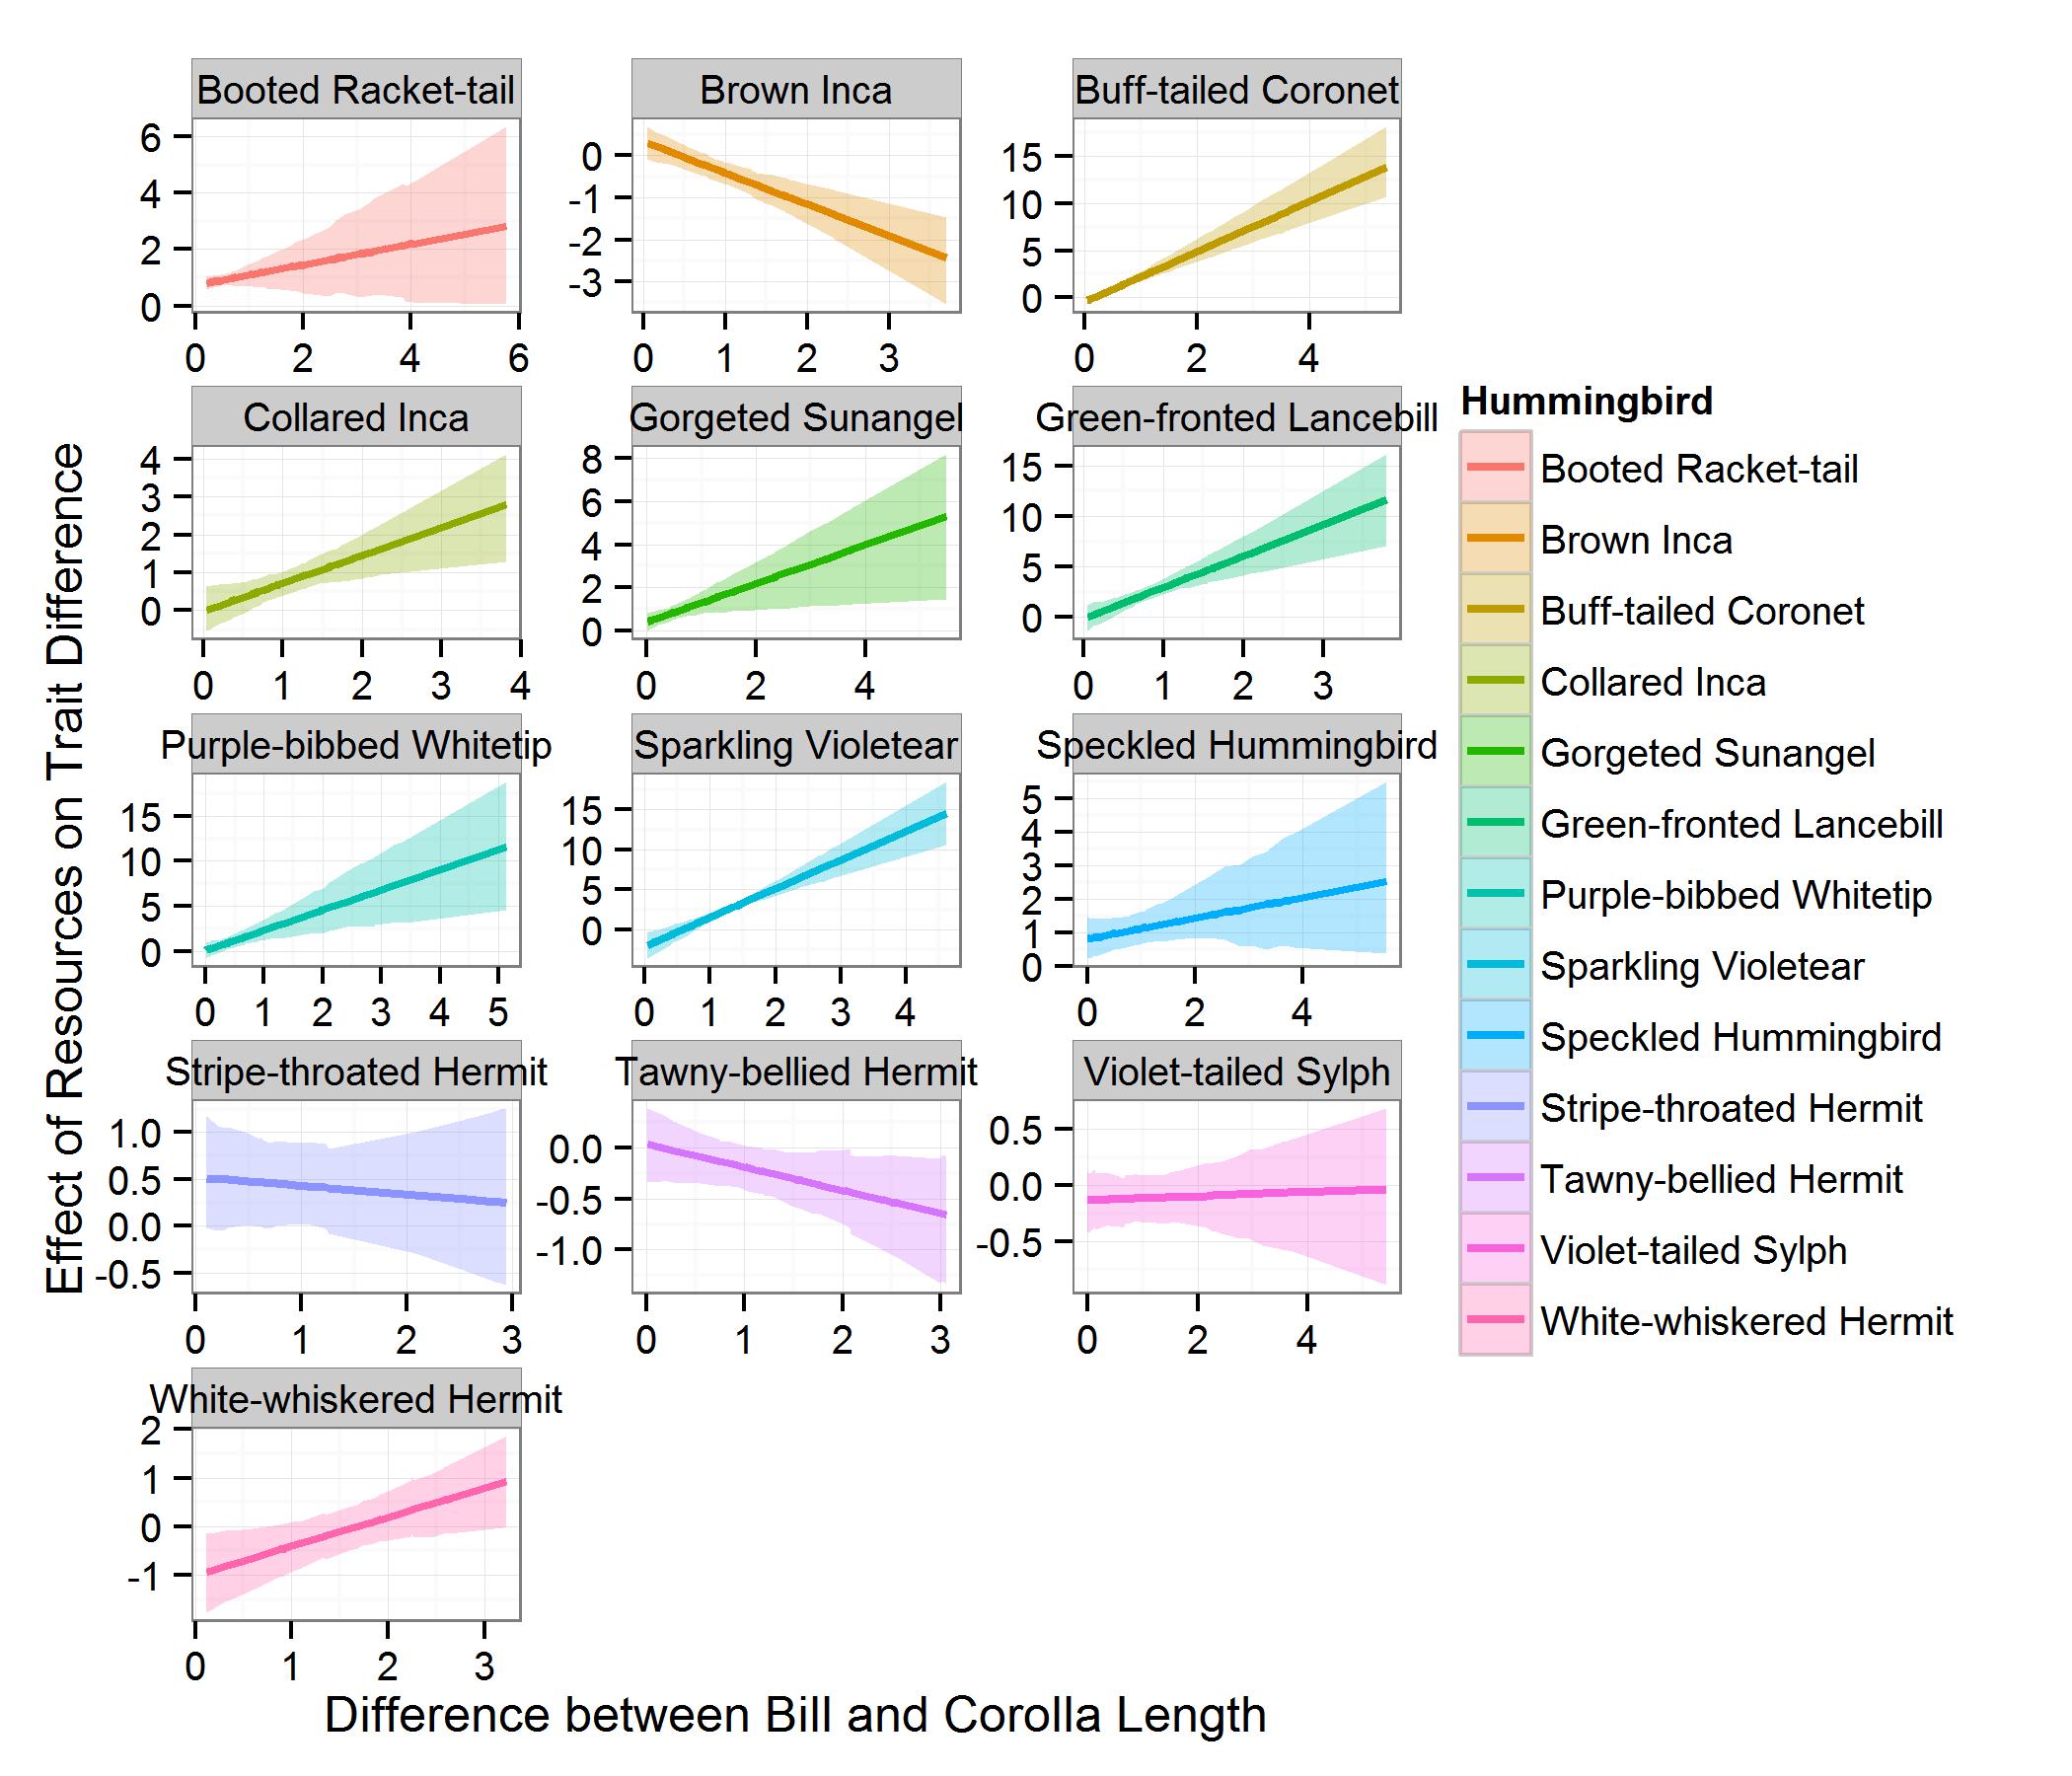 Booted Racket-tail
Brown Inca
Buff-tailed Coronet
6
4
2
0
0
-1
-2
-3
15
10
5
0
0 2 4 6
0 1 2 3
0 2 4
Collared Inca
Gorgeted Sunangel
Green-fronted Lancebill
4
3
2
1
0
8
6
4
2
0
15
10
5
0
0 1 2 3 4
0 2 4
0 1 2 3
Purple-bibbed Whitetip
Sparkling Violetear
Speckled Hummingbird
15
10
5
0
15
10
5
0
5
4
3
2
1
0
0 1 2 3 4 5
0 1 2 3 4
0 2 4
Stripe-throated Hermit
Tawny-bellied Hermit
Violet-tailed Sylph
1.0
0.5
0.0
-0.5
0.0
-0.5
-1.0
0.5
0.0
-0.5
0 1 2 3
0 1 2 3
0 2 4
White-whiskered Hermit
2
1
0
-1
0 1 2 3
Effect of Resources on Trait Difference
Difference between Bill and Corolla Length
Hummingbird
Booted Racket-tail
Brown Inca
Buff-tailed Coronet
Collared Inca
Gorgeted Sunangel
Green-fronted Lancebill
Purple-bibbed Whitetip
Sparkling Violetear
Speckled Hummingbird
Stripe-throated Hermit
Tawny-bellied Hermit
Violet-tailed Sylph
White-whiskered Hermit